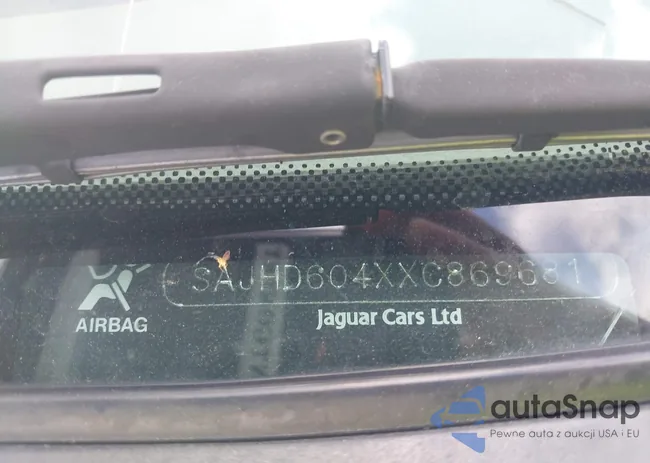 SAJHD604XXC869681
AIRBAG
Jaguar Cars Ltd
autaSnap
Pewne auta z aukcji USA i EU